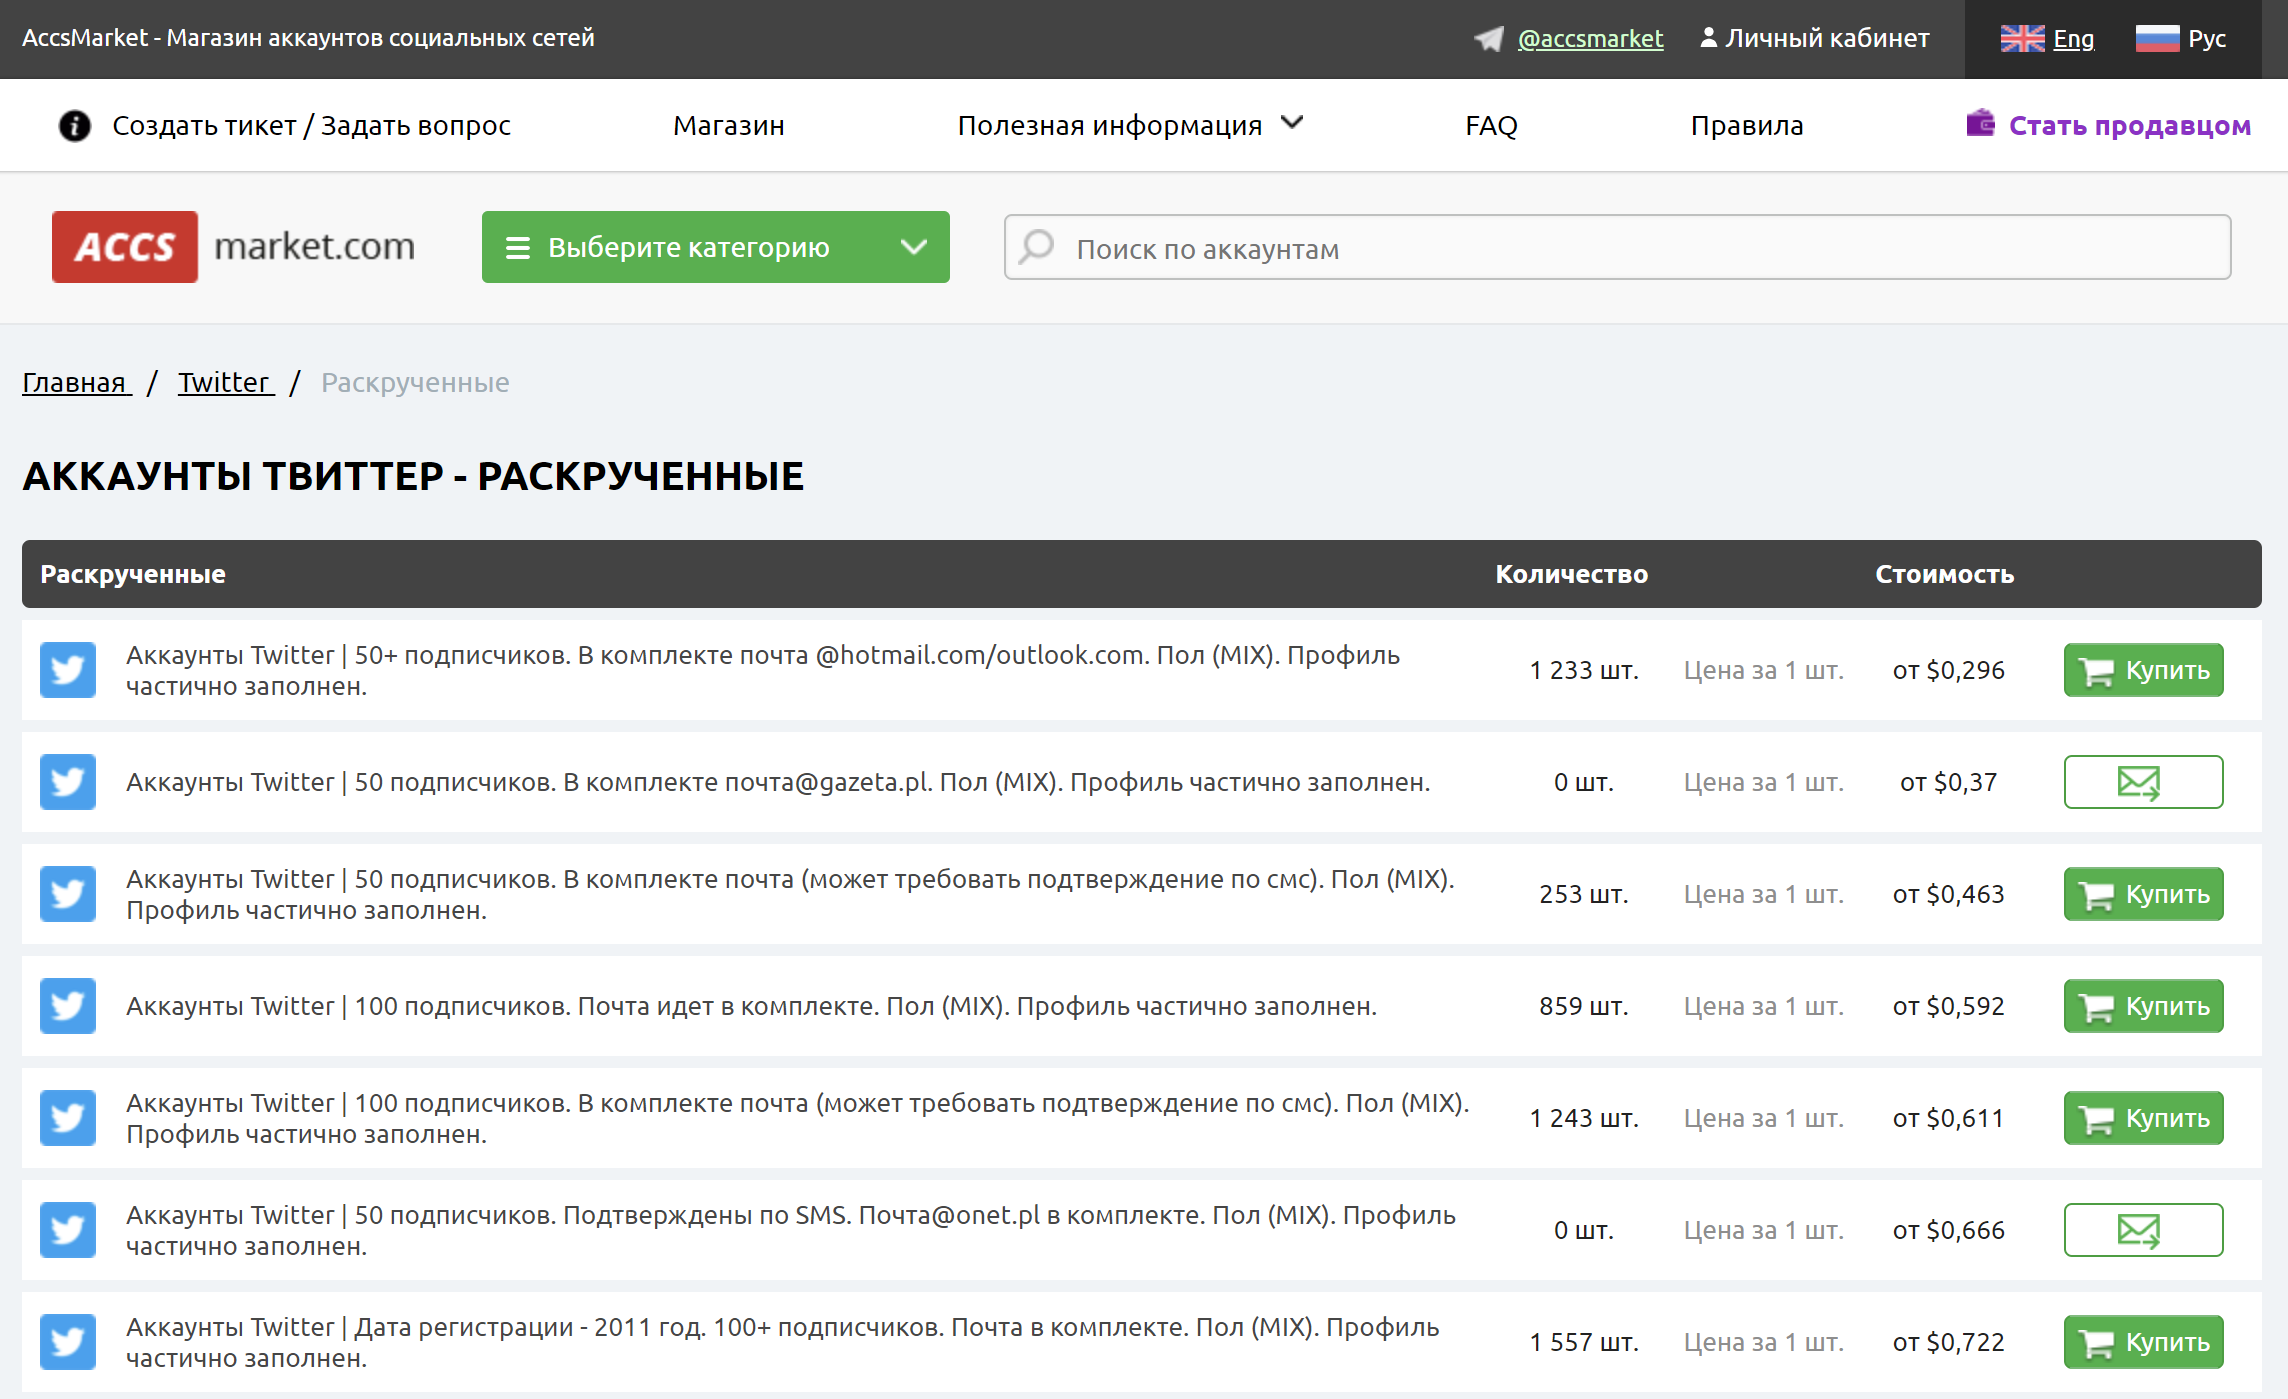 AccsMarket - Магазин аккаунтов социальных сетей
@accsmarket
Личный кабинет
Eng
Рус
Создать тикет / Задать вопрос
Магазин
Полезная информация
FAQ
Правила
Стать продавцом
ACCS market.com
Выберите категорию
Поиск по аккаунтам
Главная / Twitter / Раскрученные
АККАУНТЫ ТВИТТЕР - РАСКРУЧЕННЫЕ
Раскрученные Количество Стоимость
Аккаунты Twitter | 50+ подписчиков. В комплекте почта @hotmail.com/outlook.com. Пол (MIX). Профиль
частично заполнен.
1 233 шт. Цена за 1 шт. от $0,296 Купить
Аккаунты Twitter | 50 подписчиков. В комплекте почта@gazeta.pl. Пол (MIX). Профиль частично заполнен.
0 шт. Цена за 1 шт. от $0,37
Аккаунты Twitter | 50 подписчиков. В комплекте почта (может требовать подтверждение по смс). Пол (MIX).
Профиль частично заполнен.
253 шт. Цена за 1 шт. от $0,463 Купить
Аккаунты Twitter | 100 подписчиков. Почта идет в комплекте. Пол (MIX). Профиль частично заполнен.
859 шт. Цена за 1 шт. от $0,592 Купить
Аккаунты Twitter | 100 подписчиков. В комплекте почта (может требовать подтверждение по смс). Пол (MIX).
Профиль частично заполнен.
1 243 шт. Цена за 1 шт. от $0,611 Купить
Аккаунты Twitter | 50 подписчиков. Подтверждены по SMS. Почта@onet.pl в комплекте. Пол (MIX). Профиль
частично заполнен.
0 шт. Цена за 1 шт. от $0,666
Аккаунты Twitter | Дата регистрации - 2011 год. 100+ подписчиков. Почта в комплекте. Пол (MIX). Профиль
частично заполнен.
1 557 шт. Цена за 1 шт. от $0,722 Купить